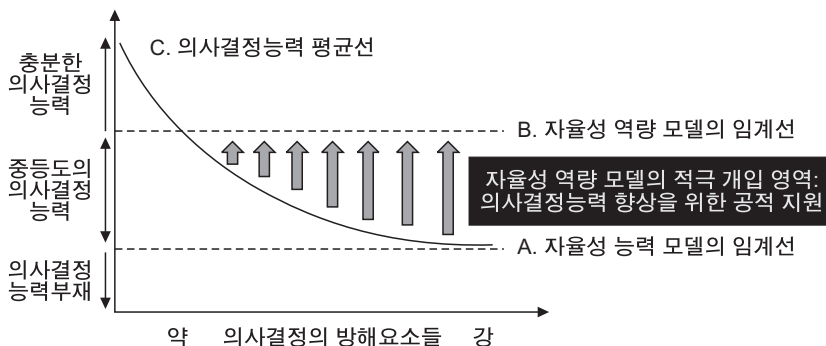 충분한
의사결정
능력
C. 의사결정능력 평균선
B. 자율성 역량 모델의 임계선
중등도의
의사결정
능력
자율성 역량 모델의 적극 개입 영역:
의사결정능력 향상을 위한 공적 지원
A. 자율성 능력 모델의 임계선
의사결정
능력부재
약 의사결정의 방해요소들 강